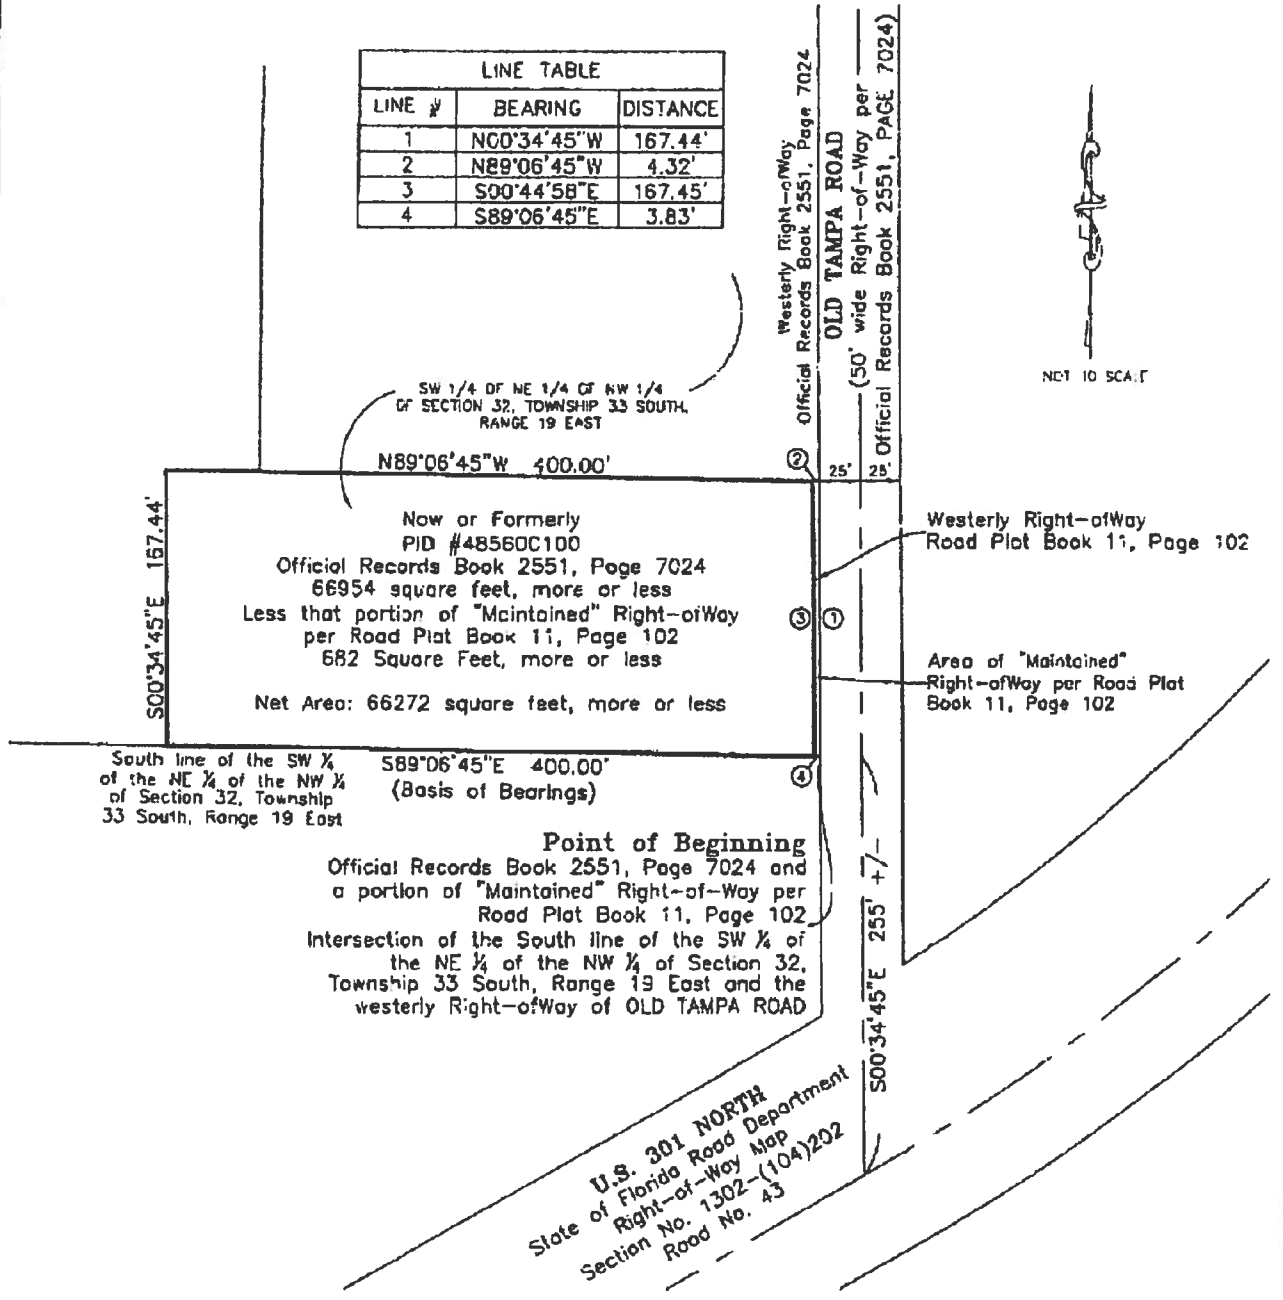 LINE TABLE
LINE # BEARING DISTANCE
1 N00°34'45"W 167.44'
2 N89°06'45"W 4.32'
3 S00°44'58"E 167.45'
4 S89°06'45"E 3.83'
Westerly Right-ofWay
Official Records Book 2551, Page 7024
OLD TAMPA ROAD
(50' wide Right-of-Way per
Official Records Book 2551, PAGE 7024)
NOT TO SCALE
SW 1/4 OF NE 1/4 OF NW 1/4
OF SECTION 32, TOWNSHIP 33 SOUTH,
RANGE 19 EAST
N89°06'45"W 400.00'
2
25' 25'
S00°34'45"E 167.44'
Now or Formerly
PID #48560C100
Official Records Book 2551, Page 7024
66954 square feet, more or less
Less that portion of "Maintained" Right-ofWay
per Road Plat Book 11, Page 102
682 Square Feet, more or less
Net Area: 66272 square feet, more or less
3 1
Westerly Right-ofWay
Road Plot Book 11, Page 102
Area of "Maintained"
Right-ofWay per Road Plat
Book 11, Page 102
South line of the SW ¼
of the NE ¼ of the NW ¼
of Section 32, Township
33 South, Range 19 East
S89°06'45"E 400.00'
(Basis of Bearings)
4
Point of Beginning
Official Records Book 2551, Page 7024 and
a portion of "Maintained" Right-of-Way per
Road Plat Book 11, Page 102
Intersection of the South line of the SW ¼ of
the NE ¼ of the NW ¼ of Section 32,
Township 33 South, Range 19 East and the
westerly Right-ofWay of OLD TAMPA ROAD
S00°34'45"E 255' +/-
U.S. 301 NORTH
State of Florida Road Department
Right-of-Way Map
Section No. 1302-(104)202
Road No. 43